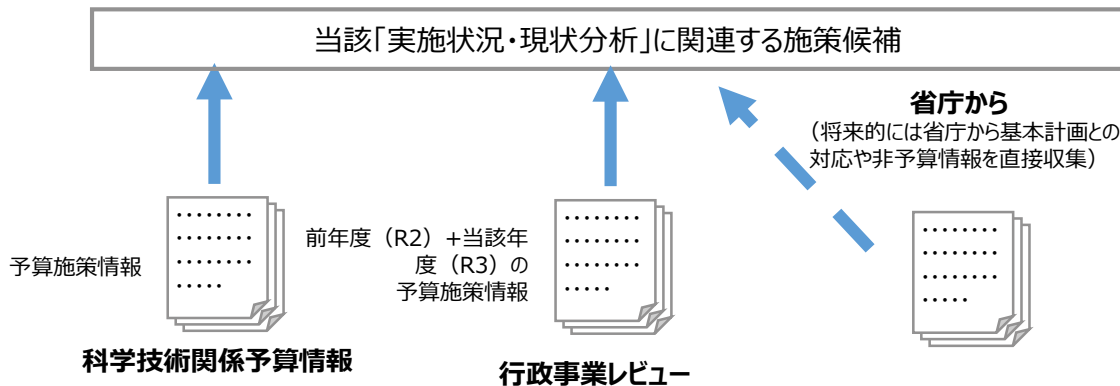 当該「実施状況・現状分析」に関連する施策候補
省庁から
（将来的には省庁から基本計画との
対応や非予算情報を直接収集）
予算施策情報
前年度（R2）+当該年
度（R3）の
予算施策情報
科学技術関係予算情報
行政事業レビュー